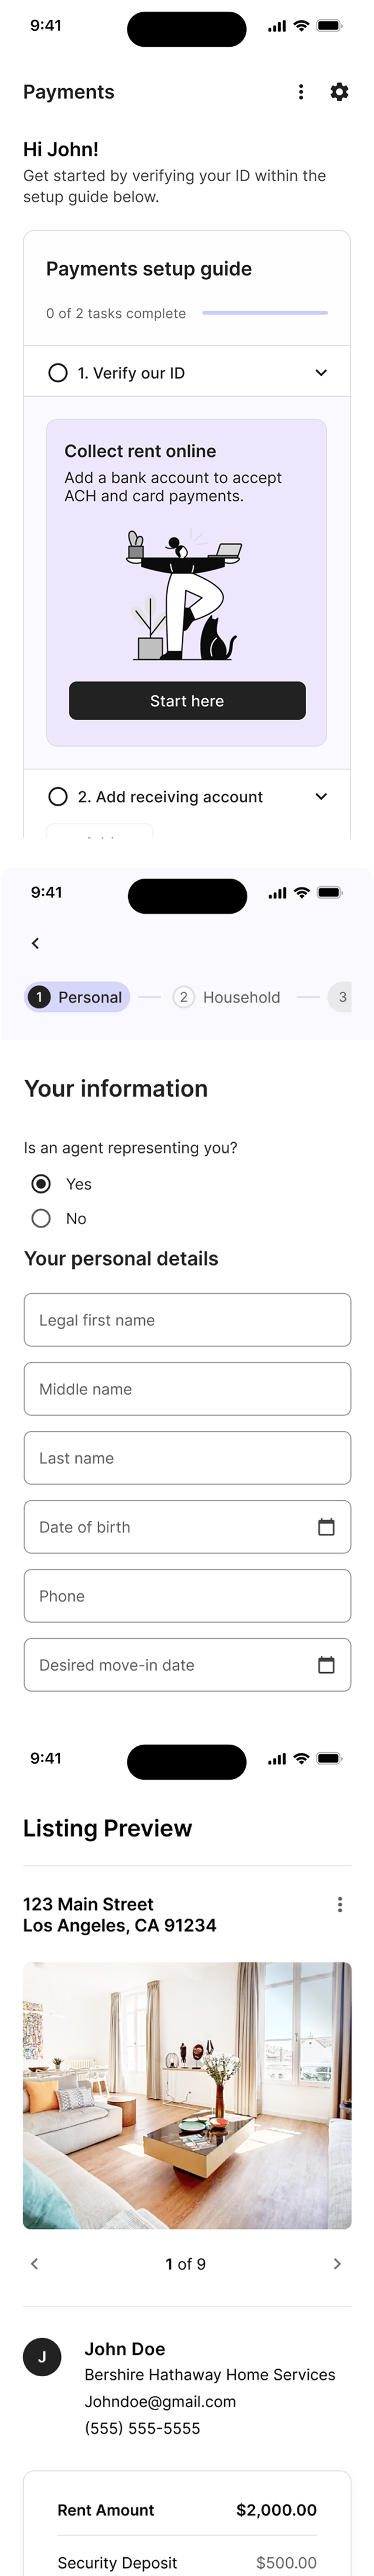 9:41
Payments
Hi John!
Get started by verifying your ID within the
setup guide below.
Payments setup guide
0 of 2 tasks complete
1. Verify our ID
Collect rent online
Add a bank account to accept
ACH and card payments.
Start here
2. Add receiving account
9:41
1 Personal
2 Household
3
Your information
Is an agent representing you?
Yes
No
Your personal details
Legal first name
Middle name
Last name
Date of birth
Phone
Desired move-in date
9:41
Listing Preview
123 Main Street
Los Angeles, CA 91234
1 of 9
J
John Doe
Bershire Hathaway Home Services
Johndoe@gmail.com
(555) 555-5555
Rent Amount $2,000.00
Security Deposit $500.00